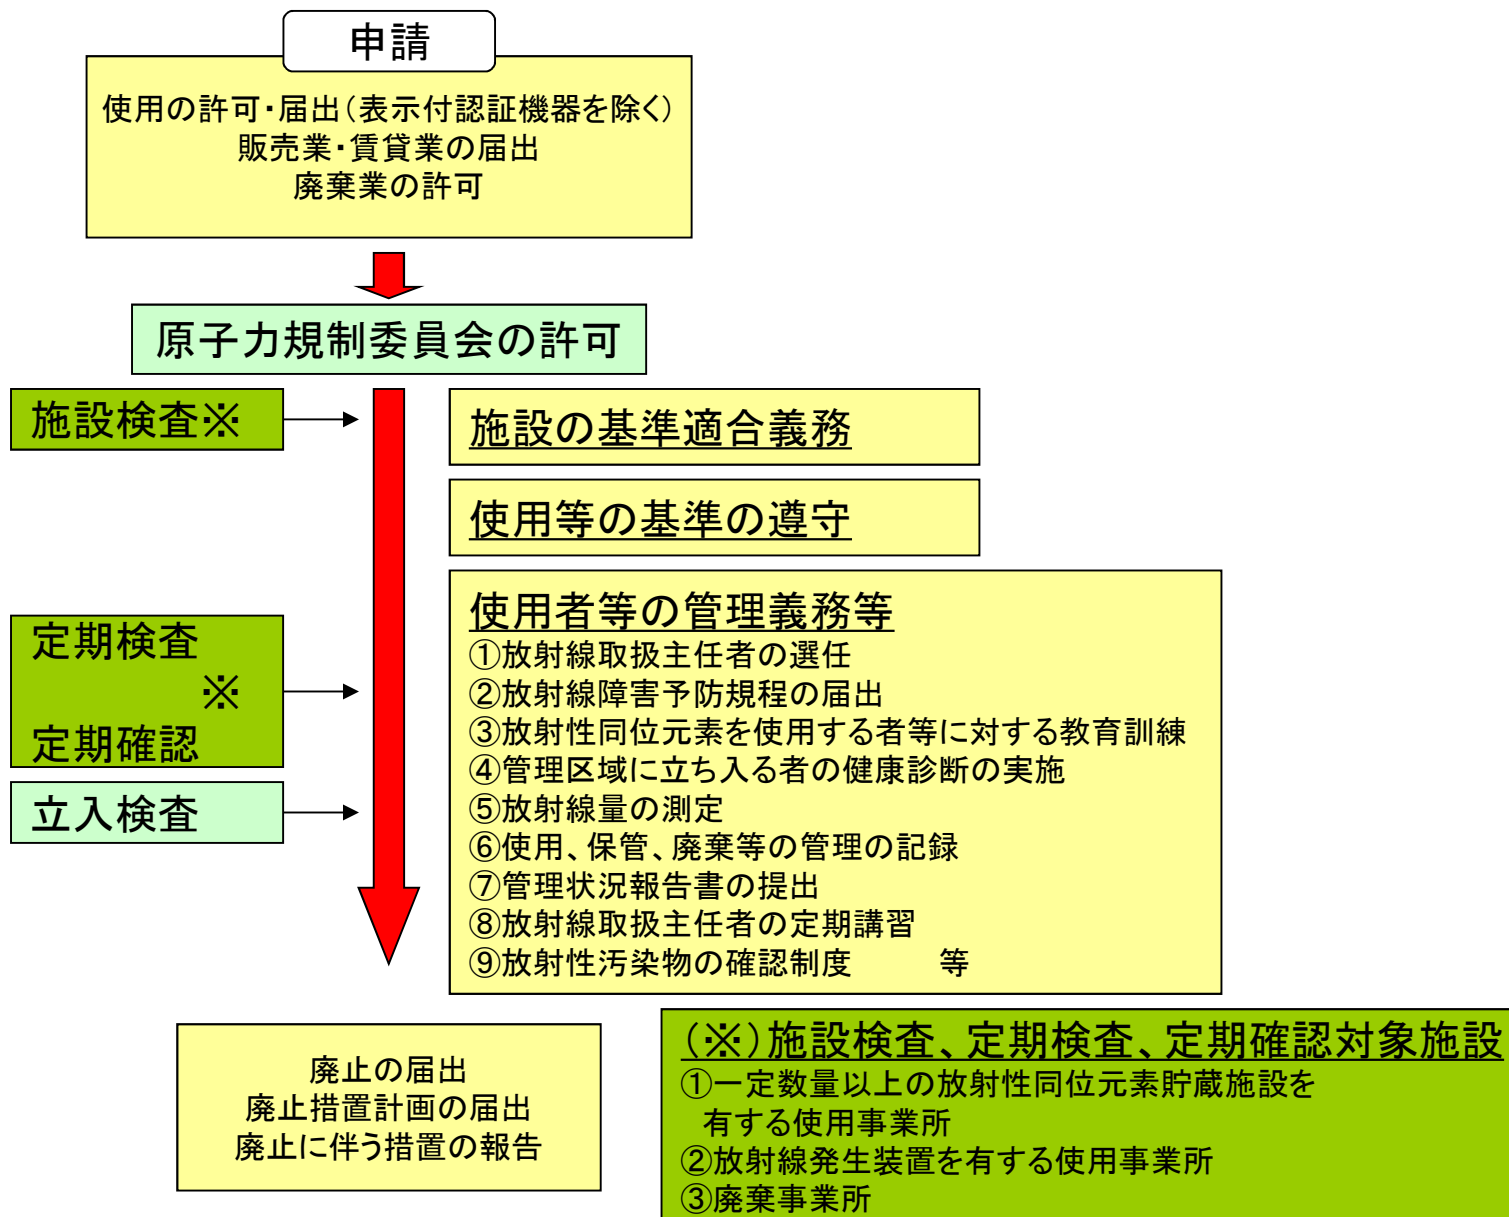 申請
使用の許可・届出（表示付認証機器を除く）
販売業・賃貸業の届出
廃棄業の許可
原子力規制委員会の許可
施設検査※
施設の基準適合義務
使用等の基準の遵守
定期検査
※
定期確認
立入検査
使用者等の管理義務等
①放射線取扱主任者の選任
②放射線障害予防規程の届出
③放射性同位元素を使用する者等に対する教育訓練
④管理区域に立ち入る者の健康診断の実施
⑤放射線量の測定
⑥使用、保管、廃棄等の管理の記録
⑦管理状況報告書の提出
⑧放射線取扱主任者の定期講習
⑨放射性汚染物の確認制度　　　等
廃止の届出
廃止措置計画の届出
廃止に伴う措置の報告
（※）施設検査、定期検査、定期確認対象施設
①一定数量以上の放射性同位元素貯蔵施設を
有する使用事業所
②放射線発生装置を有する使用事業所
③廃棄事業所